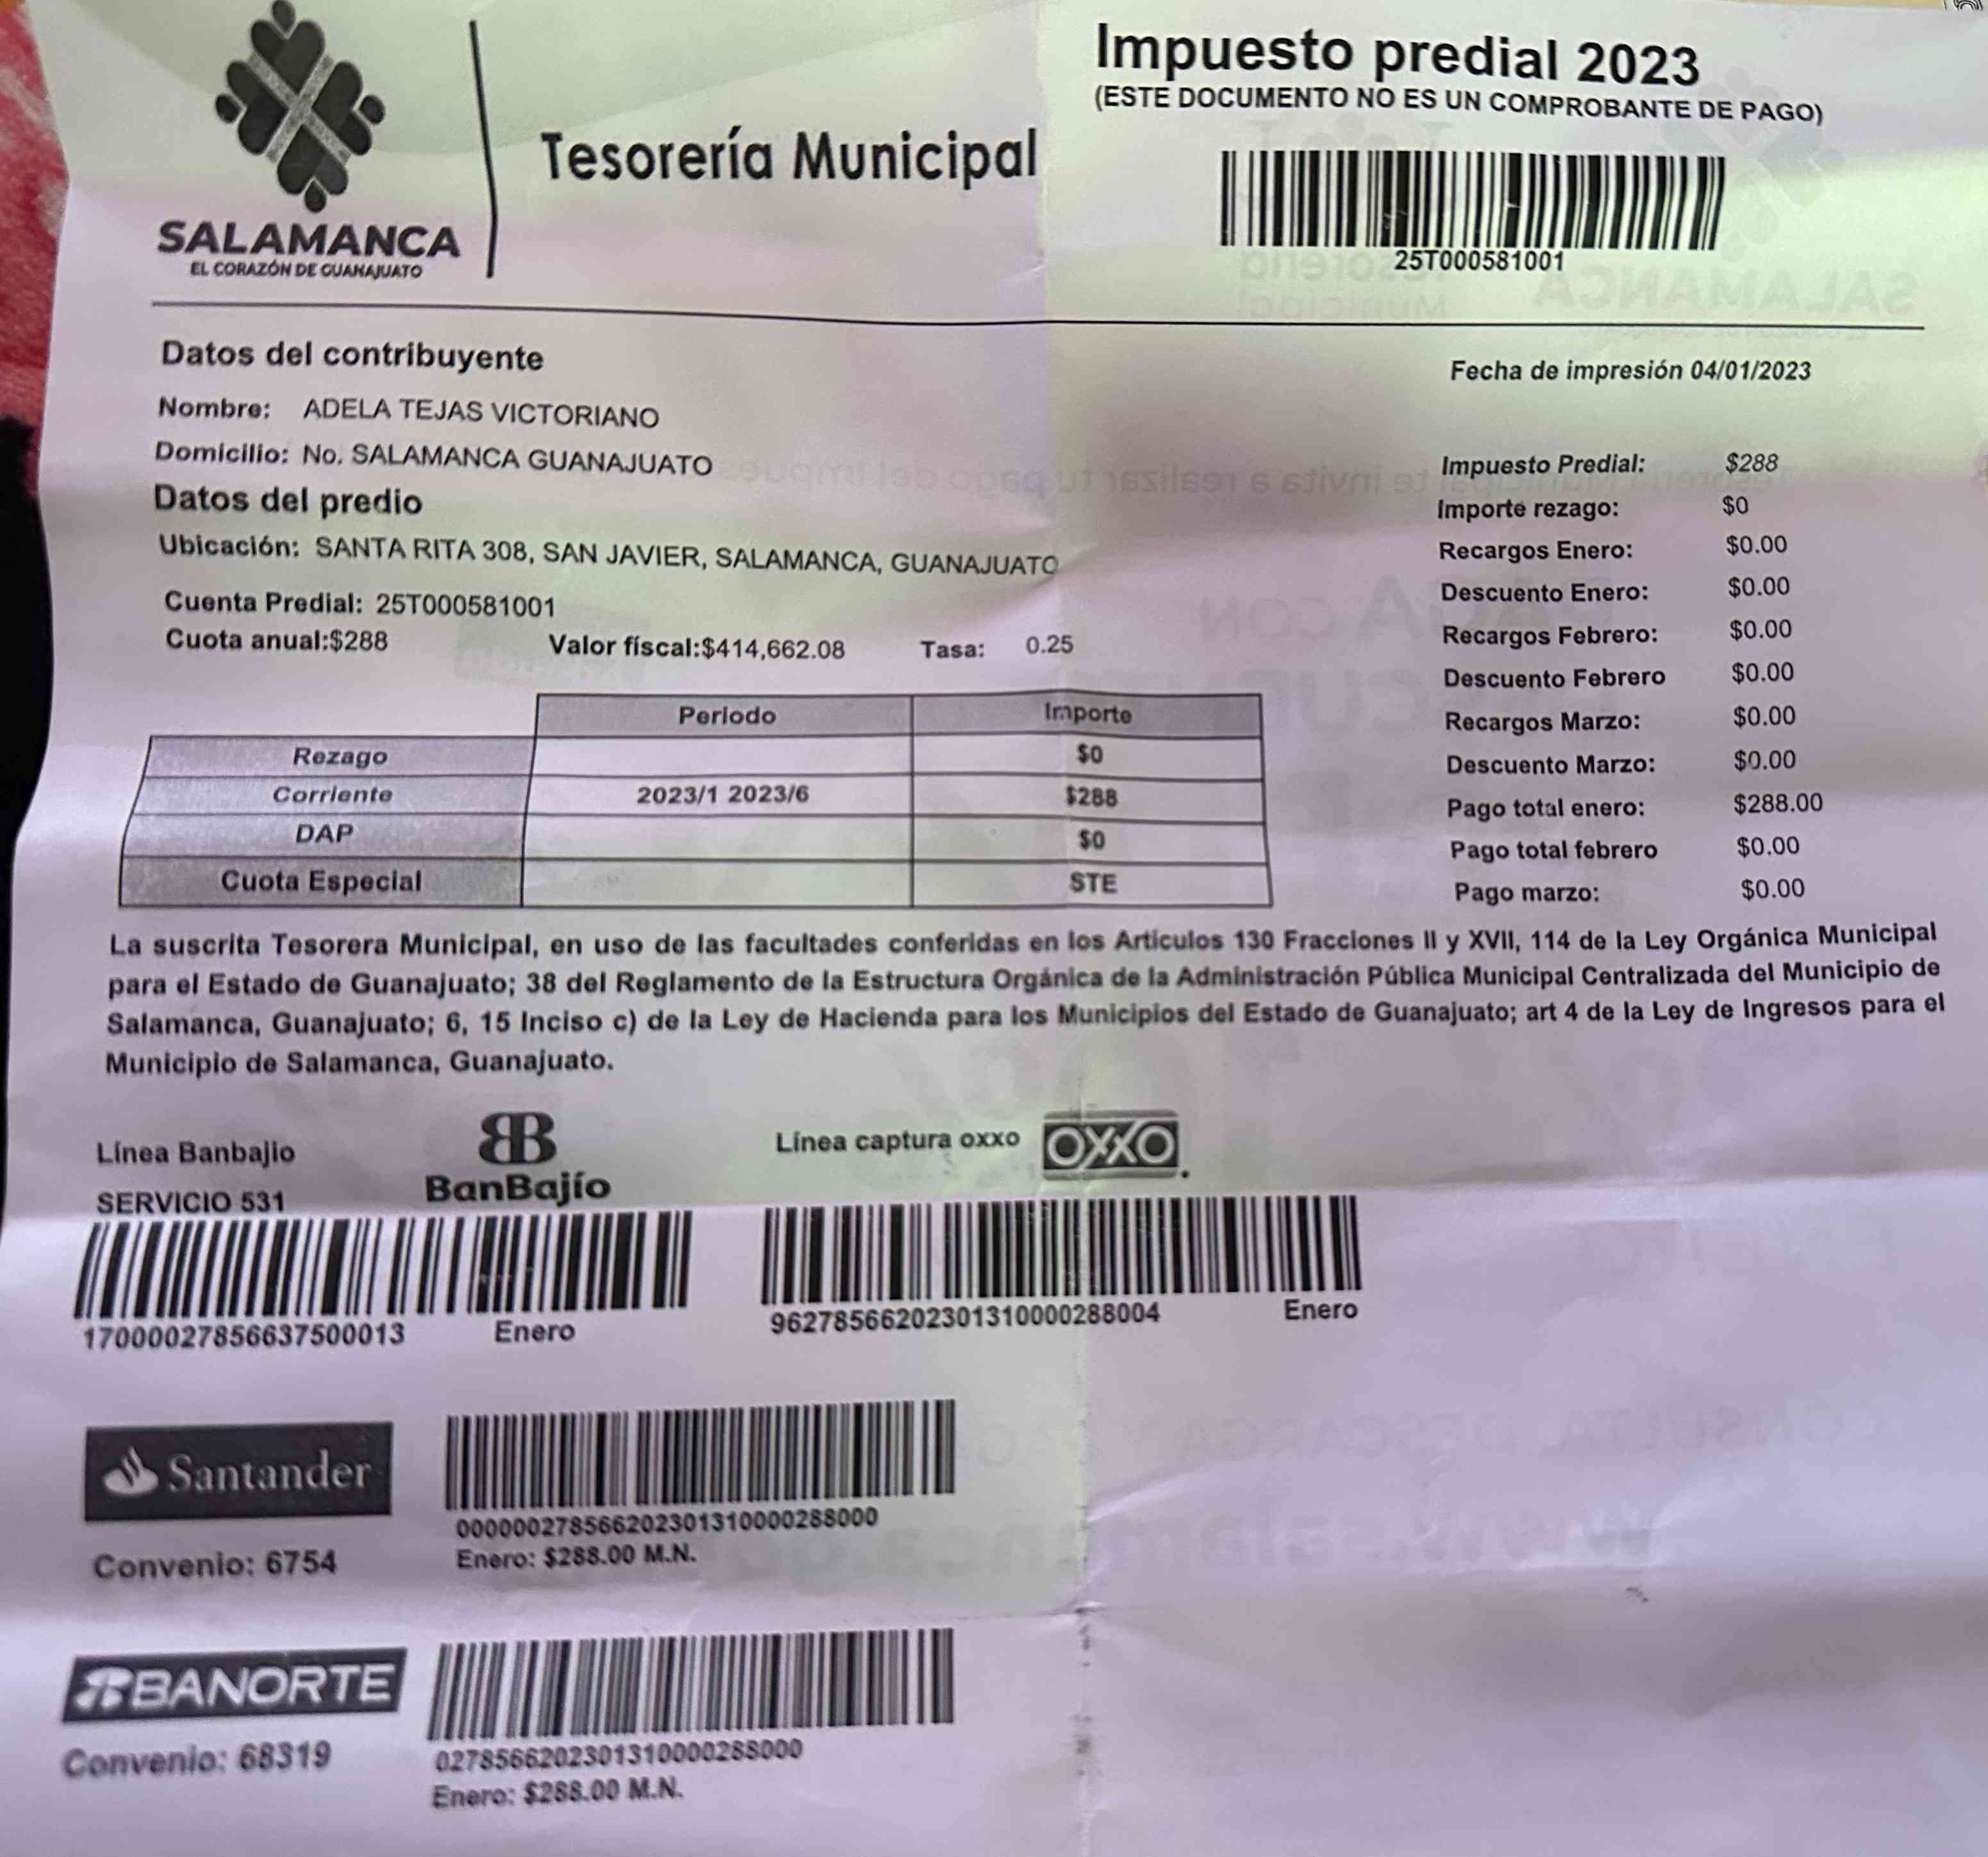 SALAMANCA
EL CORAZÓN DE GUANAJUATO
Tesorería Municipal
Impuesto predial 2023
(ESTE DOCUMENTO NO ES UN COMPROBANTE DE PAGO)
25T000581001
Datos del contribuyente
Nombre: ADELA TEJAS VICTORIANO
Domicilio: No. SALAMANCA GUANAJUATO
Datos del predio
Ubicación: SANTA RITA 308, SAN JAVIER, SALAMANCA, GUANAJUATO
Cuenta Predial: 25T000581001
Cuota anual:$288 Valor fiscal:$414,662.08 Tasa: 0.25
Fecha de impresión 04/01/2023
Impuesto Predial: $288
Importe rezago: $0
Recargos Enero: $0.00
Descuento Enero: $0.00
Recargos Febrero: $0.00
Descuento Febrero $0.00
Recargos Marzo: $0.00
Descuento Marzo: $0.00
Pago total enero: $288.00
Pago total febrero $0.00
Pago marzo: $0.00
Periodo Importe
Rezago $0
Corriente 2023/1 2023/6 $288
DAP $0
Cuota Especial STE
La suscrita Tesorera Municipal, en uso de las facultades conferidas en los Artículos 130 Fracciones II y XVII, 114 de la Ley Orgánica Municipal
para el Estado de Guanajuato; 38 del Reglamento de la Estructura Orgánica de la Administración Pública Municipal Centralizada del Municipio de
Salamanca, Guanajuato; 6, 15 Inciso c) de la Ley de Hacienda para los Municipios del Estado de Guanajuato; art 4 de la Ley de Ingresos para el
Municipio de Salamanca, Guanajuato.
Línea Banbajio
SERVICIO 531
BanBajío
17000027856637500013 Enero
Línea captura oxxo OXXO
96278566202301310000288004 Enero
Santander
Convenio: 6754
0000002785662023013100002880​00
Enero: $288.00 M.N.
BANORTE
Convenio: 68319
0278566202301310000288000
Enero: $288.00 M.N.